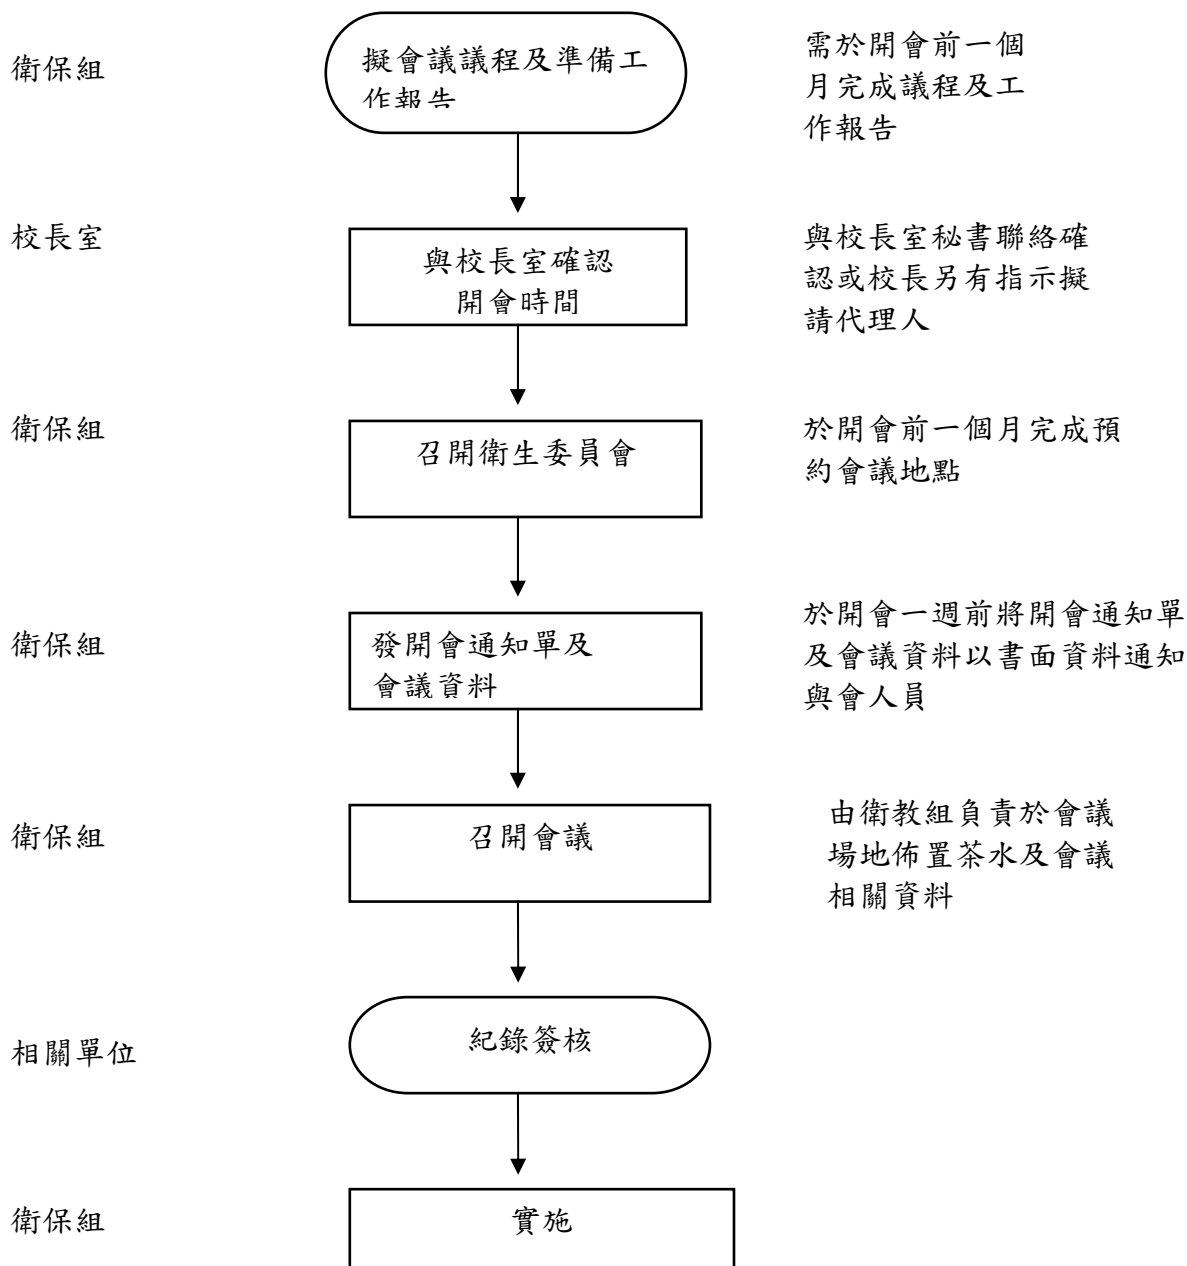 衛保組
擬會議議程及準備工
作報告
需於開會前一個
月完成議程及工
作報告
校長室
與校長室確認
開會時間
與校長室秘書聯絡確
認或校長另有指示擬
請代理人
衛保組
召開衛生委員會
於開會前一個月完成預
約會議地點
衛保組
發開會通知單及
會議資料
於開會一週前將開會通知單
及會議資料以書面資料通知
與會人員
衛保組
召開會議
由衛教組負責於會議
場地佈置茶水及會議
相關資料
相關單位
紀錄簽核
衛保組
實施